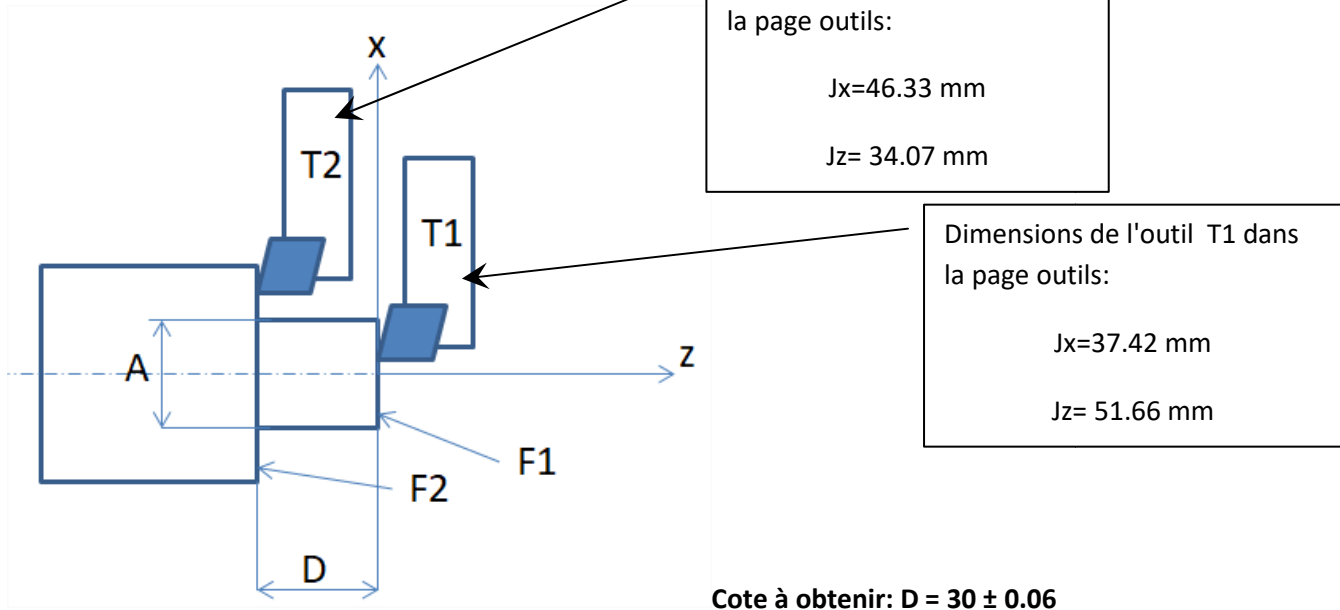 la page outils:
Jx=46.33 mm
Jz= 34.07 mm
x
T2
T1
Dimensions de l'outil T1 dans
la page outils:
Jx=37.42 mm
Jz= 51.66 mm
z
A
F1
F2
D
Cote à obtenir: D = 30 ± 0.06